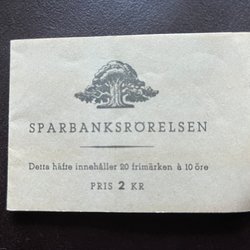 SPARBANKSRÖRELSEN
Detta häfte innehåller 20 frimärken à 10 öre
PRIS 2 KR